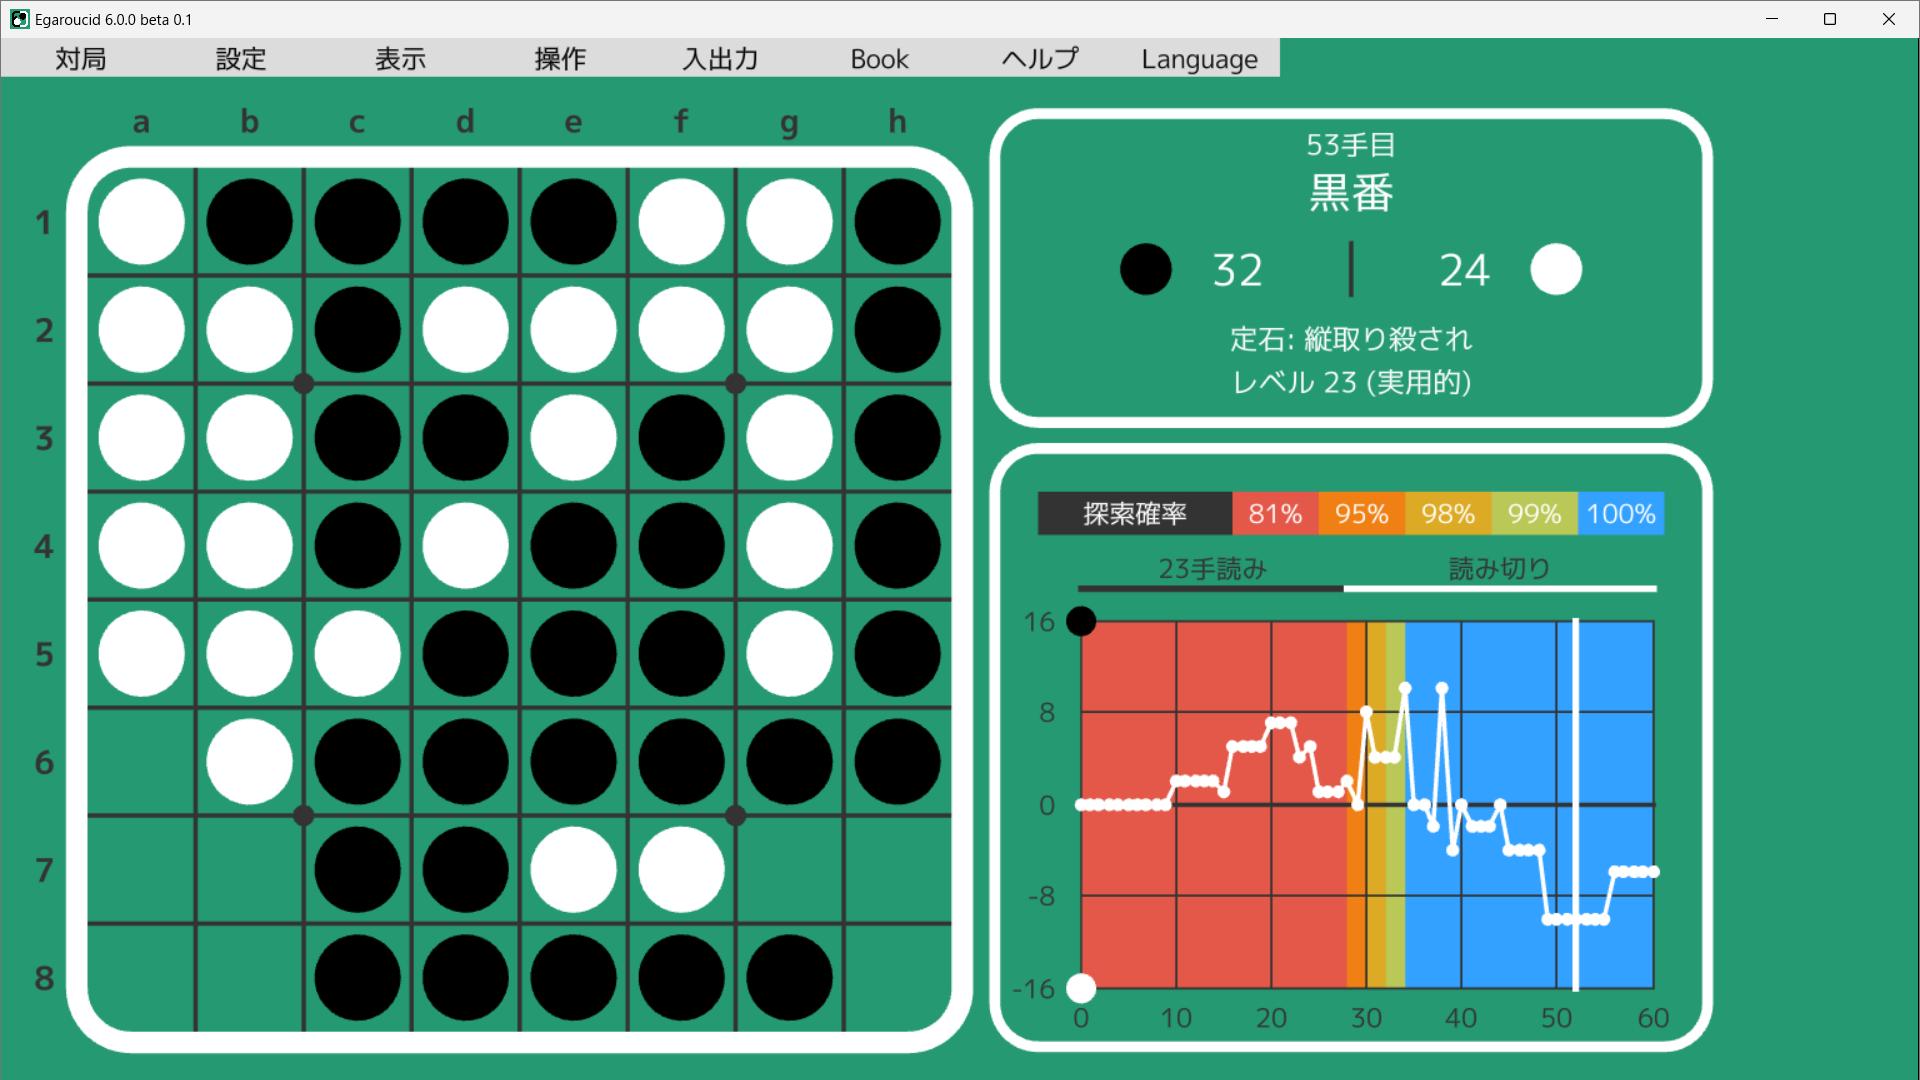 Egaroucid 6.0.0 beta 0.1
対局 設定 表示 操作 入出力 Book ヘルプ Language
a b c d e f g h
1
2
3
4
5
6
7
8
53手目
黒番
32 24
定石: 縦取り殺され
レベル 23 (実用的)
探索確率 81% 95% 98% 99% 100%
23手読み 読み切り
16
8
0
-8
-16
0 10 20 30 40 50 60